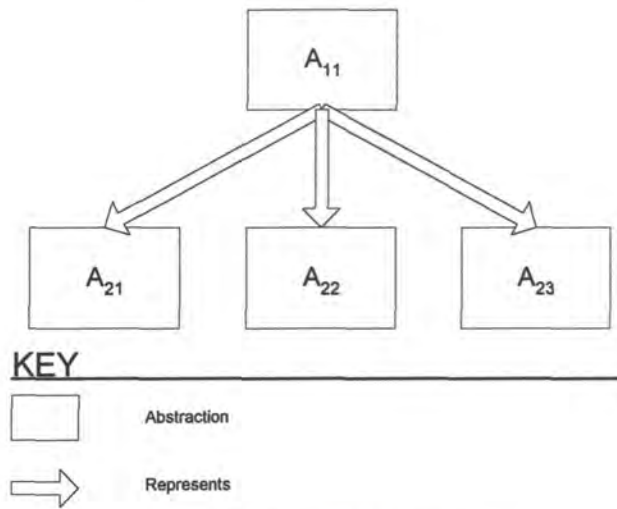 A₁₁
A₂₁ A₂₂ A₂₃
KEY
Abstraction
Represents